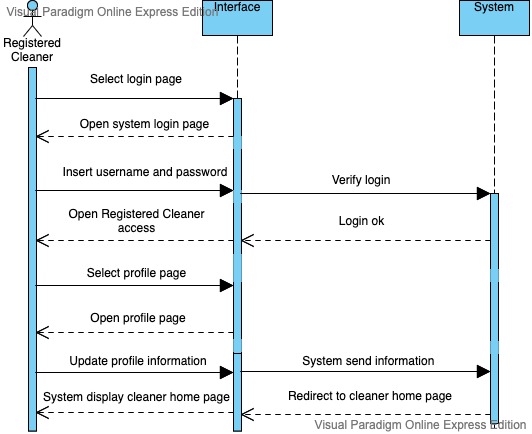 Visual Paradigm Online Express Edition
Interface
System
Registered
Cleaner
Select login page
Open system login page
Insert username and password
Verify login
Open Registered Cleaner
access
Login ok
Select profile page
Open profile page
Update profile information
System send information
System display cleaner home page
Redirect to cleaner home page
Visual Paradigm Online Express Edition